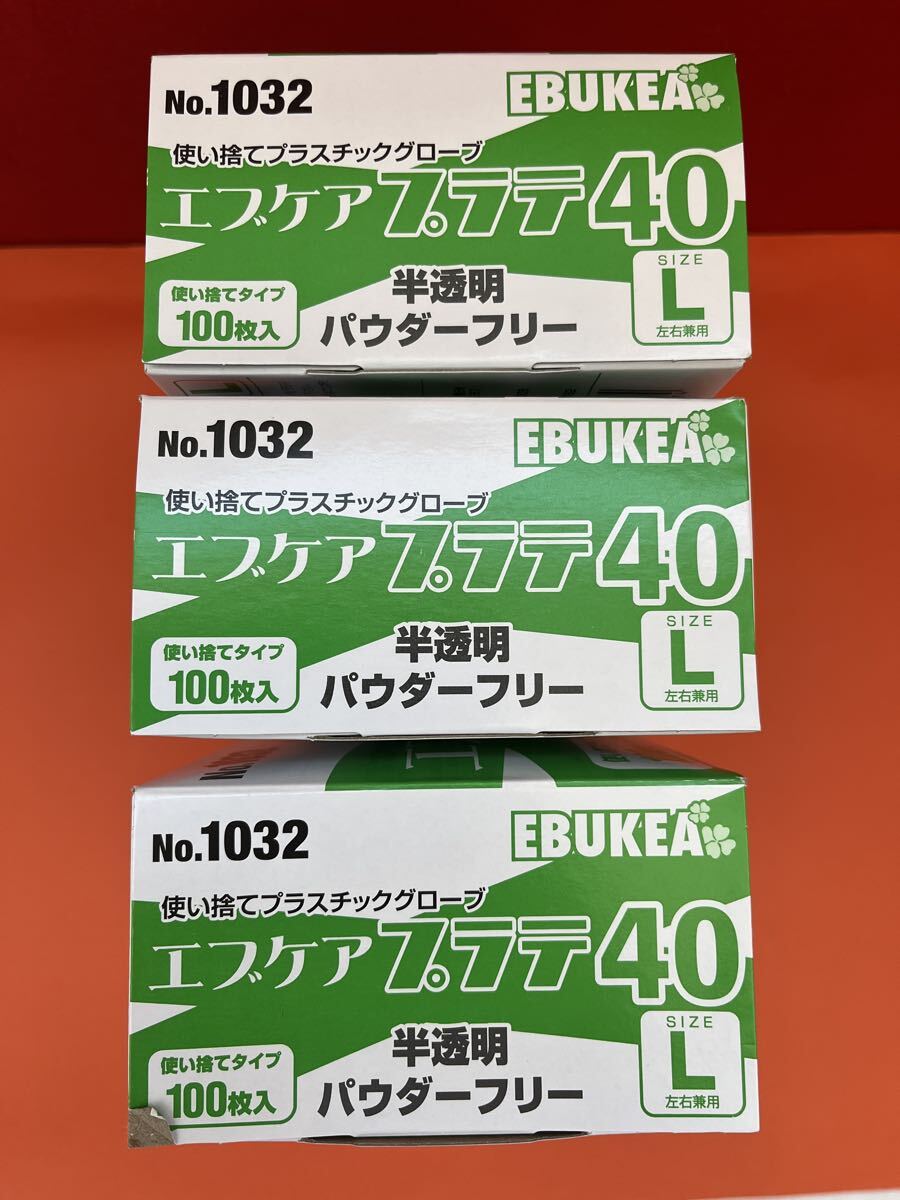 No.1032
EBUKEA
使い捨てプラスチックグローブ
エブケアプラテ40
使い捨てタイプ
100枚入
半透明
パウダーフリー
SIZE
L
左右兼用
No.1032
EBUKEA
使い捨てプラスチックグローブ
エブケアプラテ40
使い捨てタイプ
100枚入
半透明
パウダーフリー
SIZE
L
左右兼用
No.1032
EBUKEA
使い捨てプラスチックグローブ
エブケアプラテ40
使い捨てタイプ
100枚入
半透明
パウダーフリー
SIZE
L
左右兼用